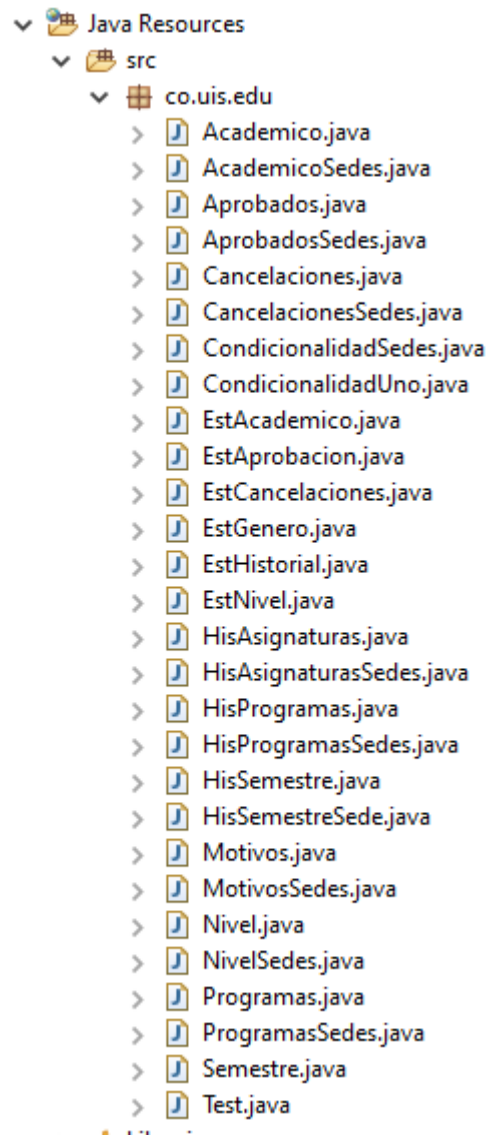 Java Resources
src
co.uis.edu
Academico.java
AcademicoSedes.java
Aprobados.java
AprobadosSedes.java
Cancelaciones.java
CancelacionesSedes.java
CondicionalidadSedes.java
CondicionalidadUno.java
EstAcademico.java
EstAprobacion.java
EstCancelaciones.java
EstGenero.java
EstHistorial.java
EstNivel.java
HisAsignaturas.java
HisAsignaturasSedes.java
HisProgramas.java
HisProgramasSedes.java
HisSemestre.java
HisSemestreSede.java
Motivos.java
MotivosSedes.java
Nivel.java
NivelSedes.java
Programas.java
ProgramasSedes.java
Semestre.java
Test.java